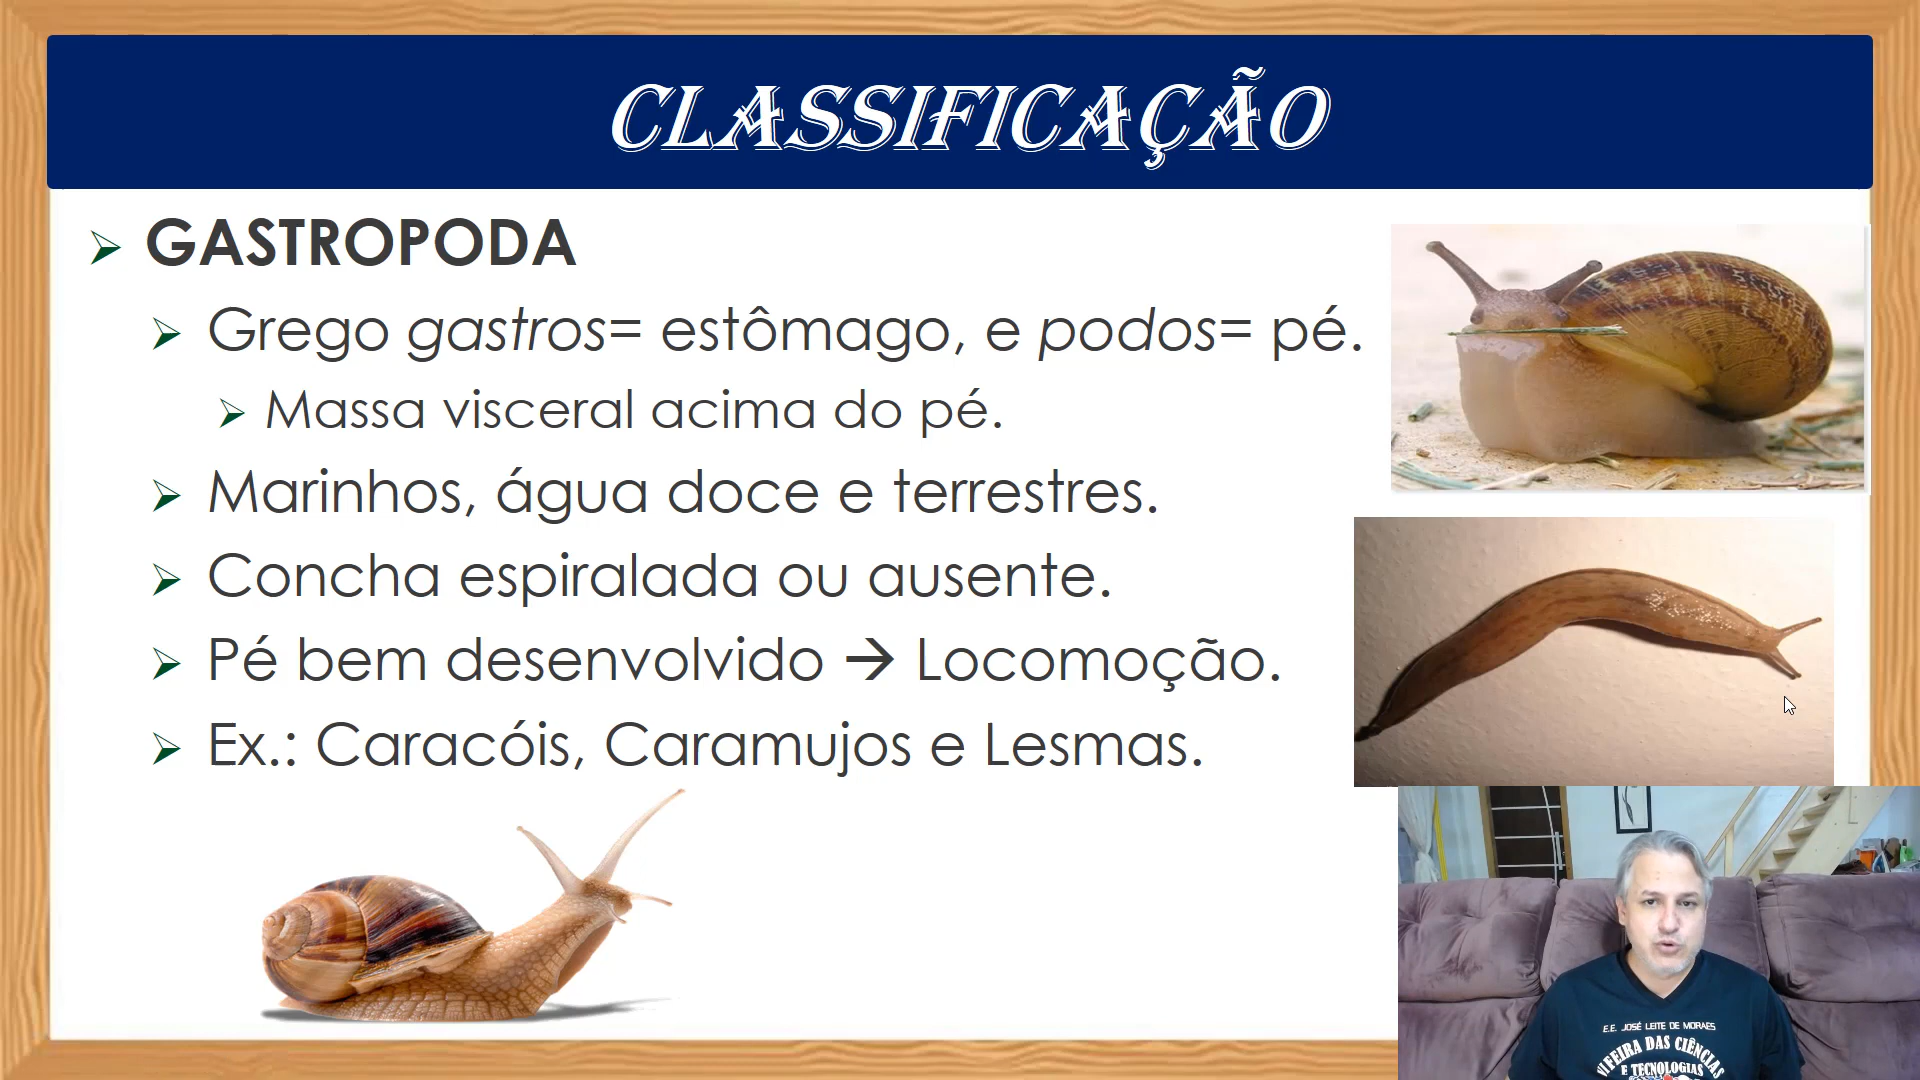 CLASSIFICAÇÃO
GASTROPODA
Grego gastros= estômago, e podos= pé.
Massa visceral acima do pé.
Marinhos, água doce e terrestres.
Concha espiralada ou ausente.
Pé bem desenvolvido → Locomoção.
Ex.: Caracóis, Caramujos e Lesmas.
E.E. JOSÉ LEITE DE MORAES
VIFEIRA DAS CIÊNCIAS
E TECNOLOGIAS